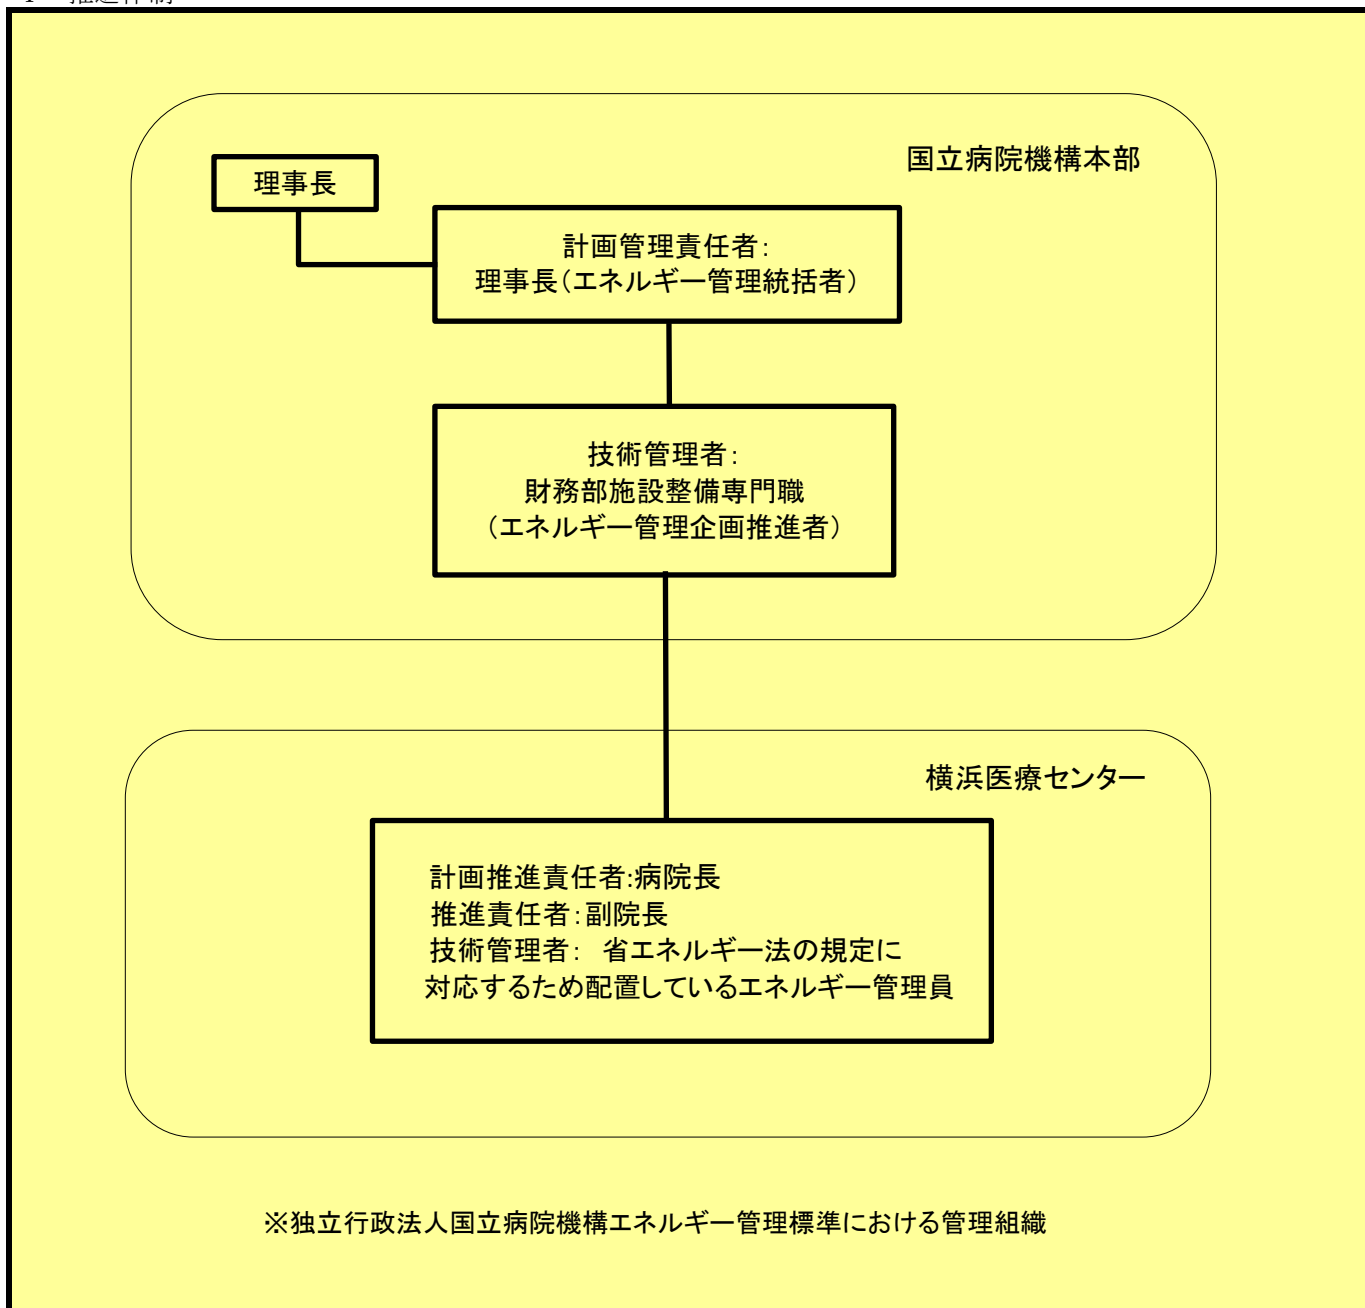 国立病院機構本部
理事長
計画管理責任者：
理事長（エネルギー管理統括者）
技術管理者：
財務部施設整備専門職
（エネルギー管理企画推進者）
横浜医療センター
計画推進責任者:病院長
推進責任者：副院長
技術管理者：　省エネルギー法の規定に
対応するため配置しているエネルギー管理員
※独立行政法人国立病院機構エネルギー管理標準における管理組織